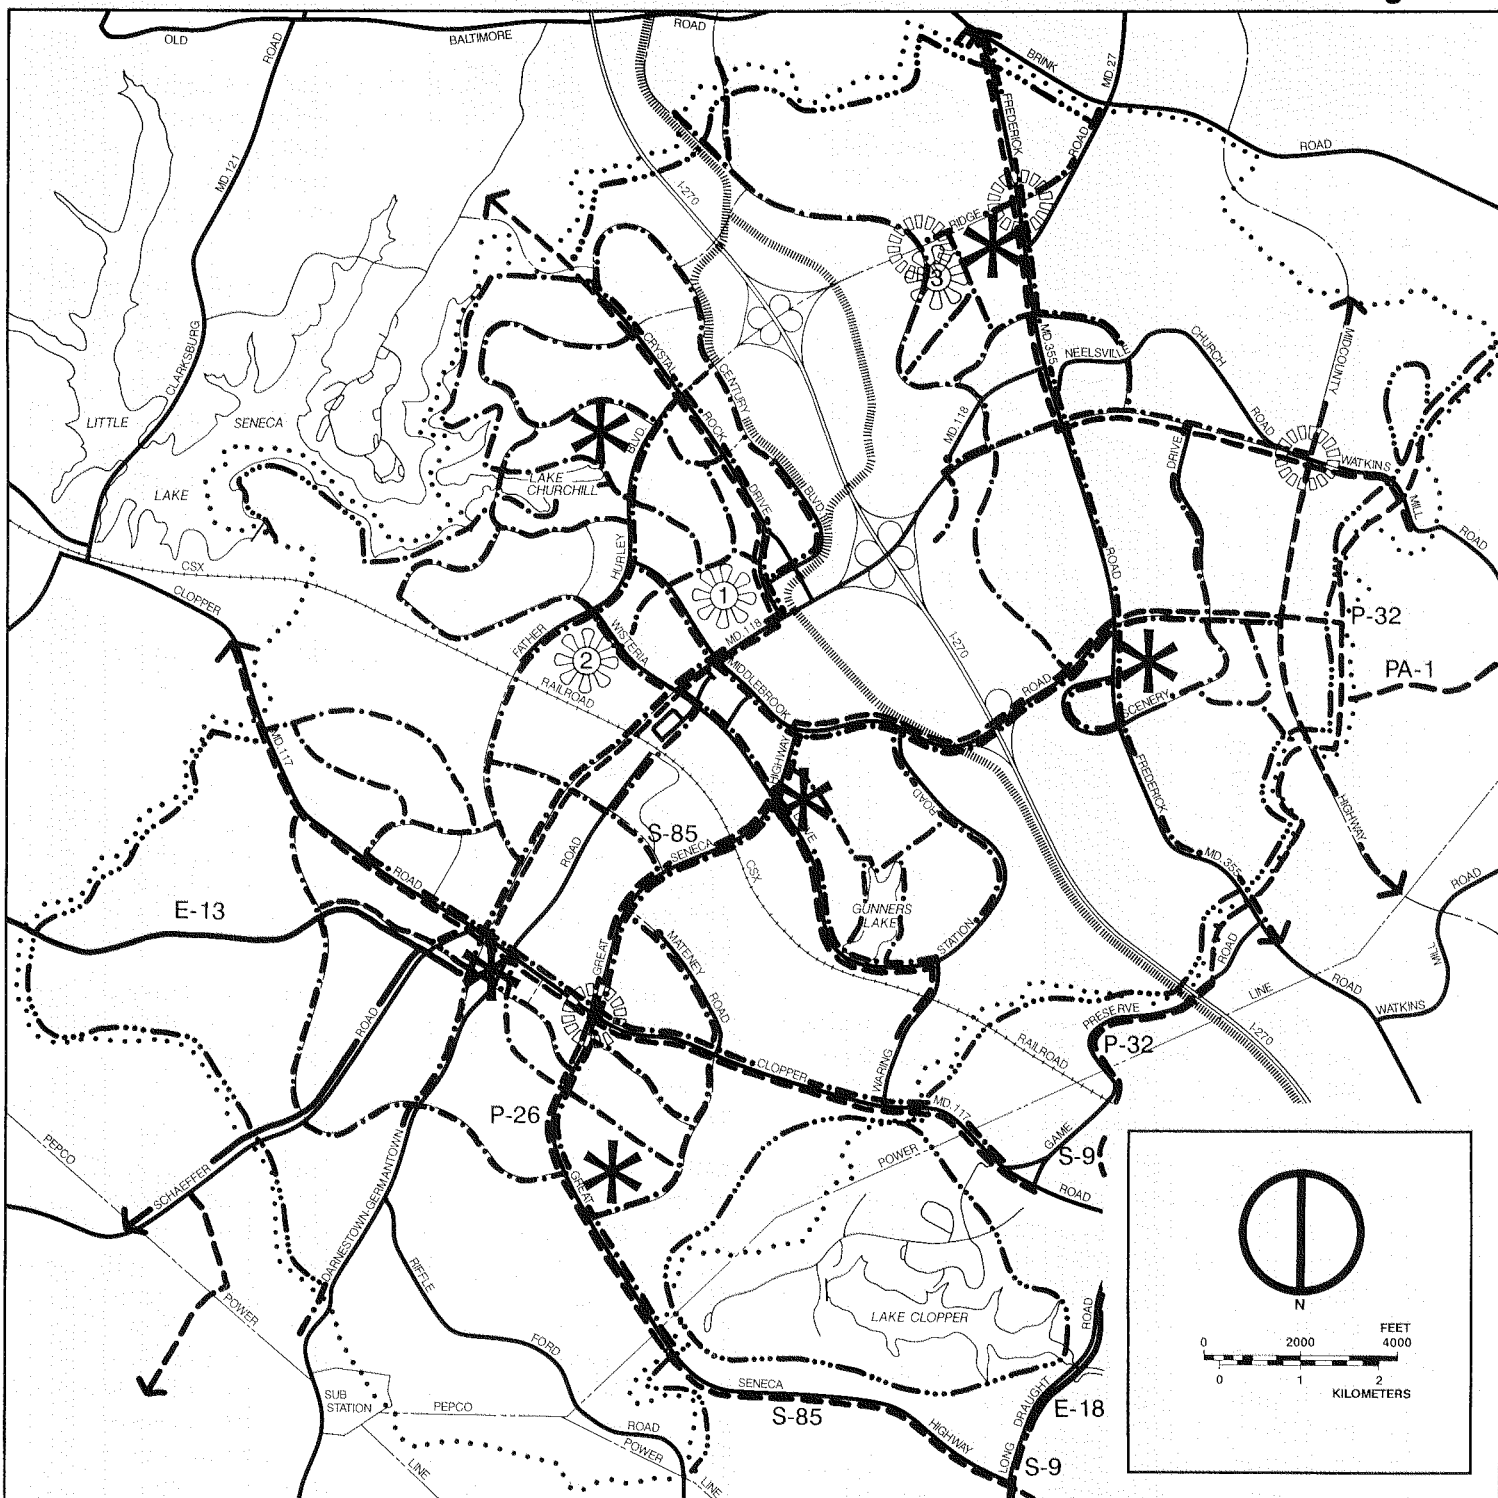 OLD
BALTIMORE
ROAD
ROAD
BRINK
MD.27
FREDERICK
ROAD
ROAD
MD.121
I-270
RIDGE
3
CLARKSBURG
CRYSTAL
CENTURY
MD.355
NEELSVILLE
CHURCH
MIDCOUNTY
LITTLE
SENECA
ROCK
BLVD.
MD.118
ROAD
WATKINS
DRIVE
LAKE
LAKE
CHURCHILL
DRIVE
BLVD.
MILL
ROAD
CSX
HURLEY
CLOPPER
1
ROAD
P-32
FATHER
WISTERIA
MD.118
2
MIDDLEBROOK
I-270
PA-1
RAILROAD
ROAD
SCENERY
MD.117
HIGHWAY
FREDERICK
ROAD
DRIVE
HIGHWAY
S-85
SENECA
ROAD
CSX
MD.355
ROAD
ROAD
E-13
GUNNERS
LAKE
STATION
GREAT
MATENEY
ROAD
ROAD
MILL
ROAD
LINE
ROAD
WATKINS
PRESERVE
ROAD
CLOPPER
WARING
RAILROAD
P-32
I-270
P-26
MD.117
GAME
PEPCO
POWER
S-9
SCHAEFFER
DARNESTOWN-GERMANTOWN
GREAT
ROAD
N
RIFFLE
POWER
LAKE CLOPPER
ROAD
FORD
0 2000 4000
FEET
0 1 2
KILOMETERS
SENECA
SUB
STATION
PEPCO
S-85
DRAUGHT
E-18
ROAD
HIGHWAY
POWER
LONG
S-9
LINE
LINE